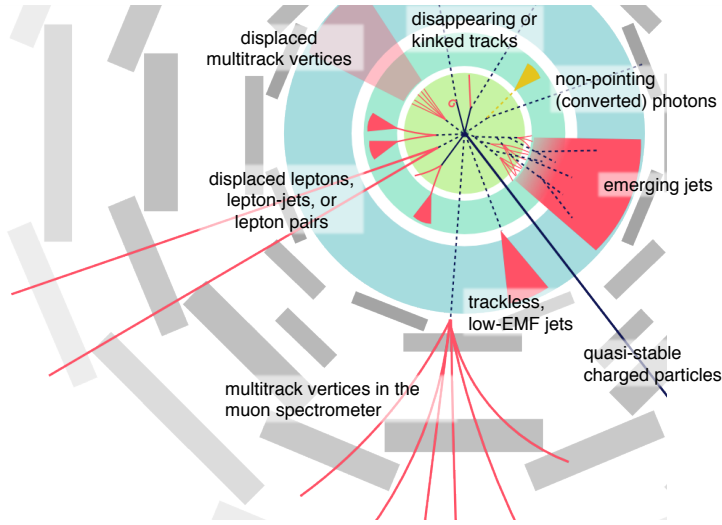 disappearing or
kinked tracks
displaced
multitrack vertices
non-pointing
(converted) photons
displaced leptons,
lepton-jets, or
lepton pairs
emerging jets
trackless,
low-EMF jets
quasi-stable
charged particles
multitrack vertices in the
muon spectrometer